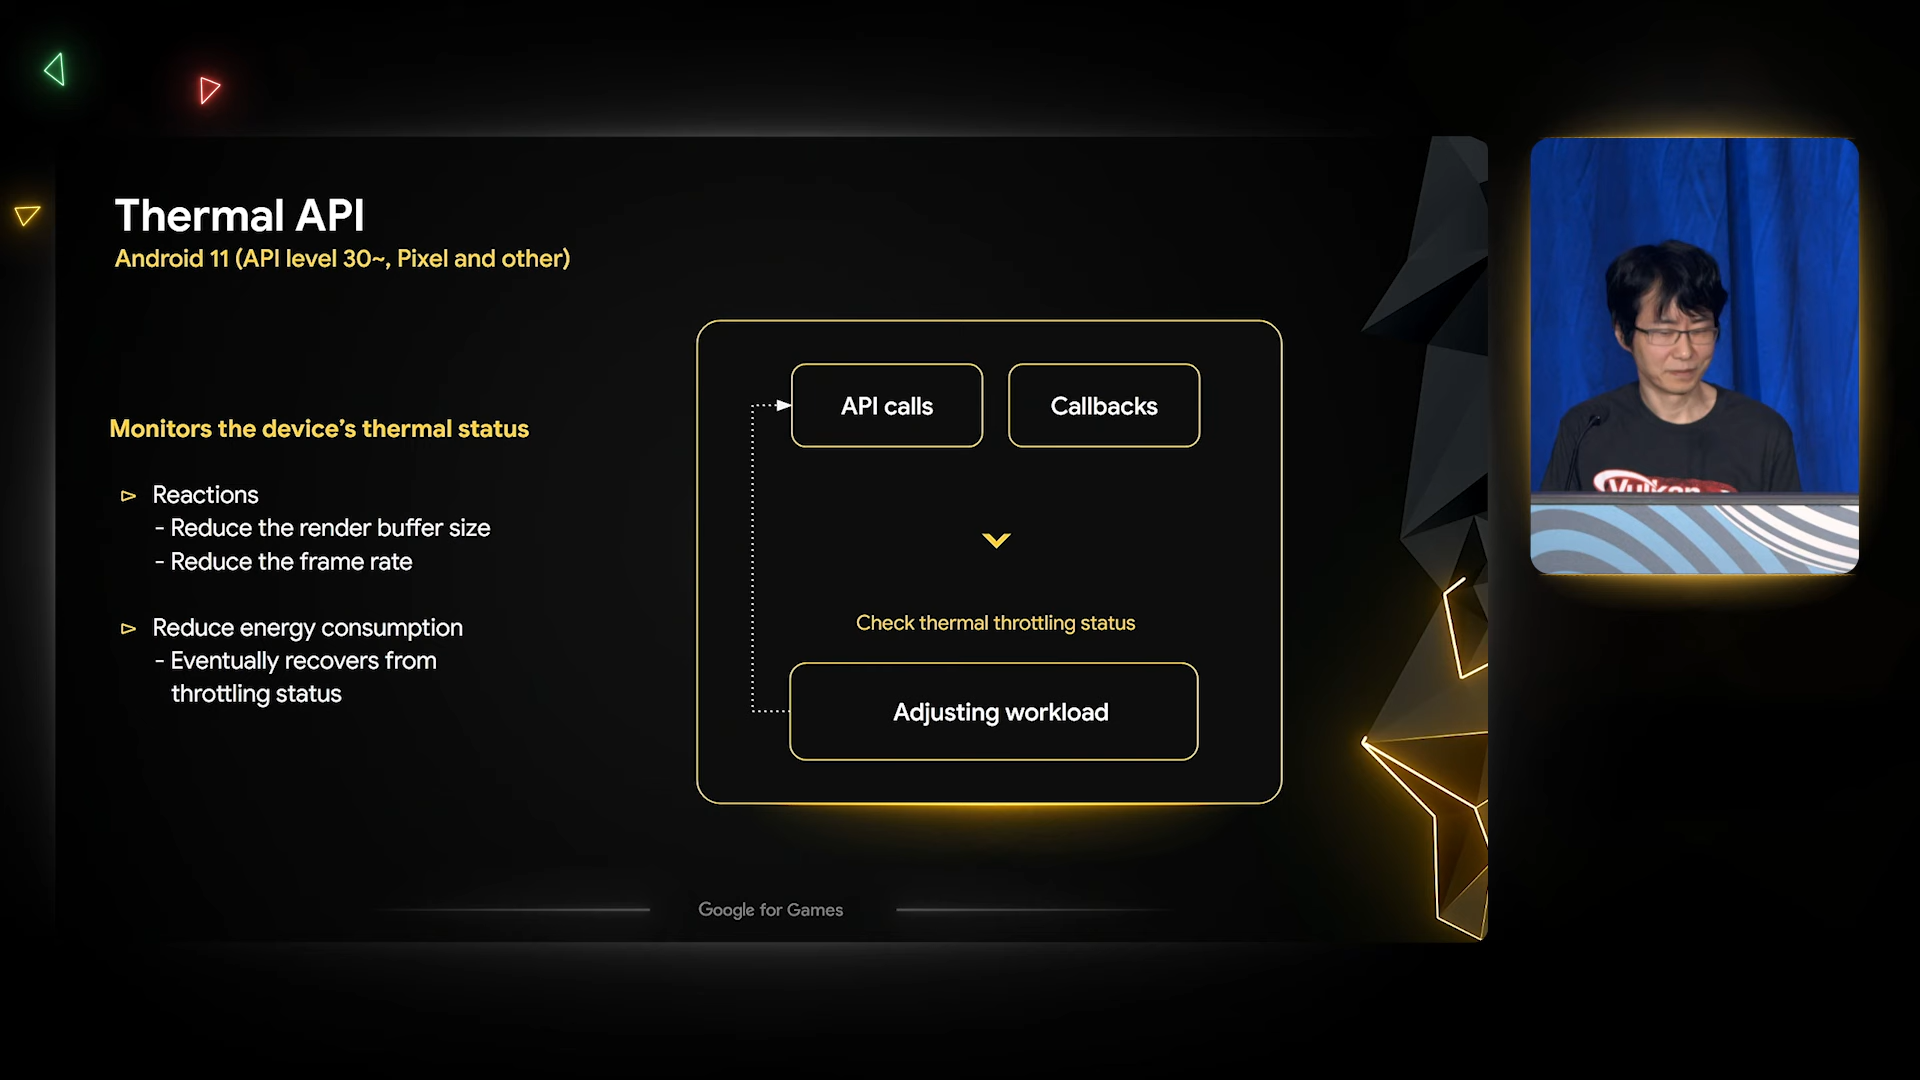 Thermal API
Android 11 (API level 30~, Pixel and other)
Monitors the device's thermal status
Reactions
- Reduce the render buffer size
- Reduce the frame rate
Reduce energy consumption
- Eventually recovers from
throttling status
API calls
Callbacks
Check thermal throttling status
Adjusting workload
Google for Games
Vulkan